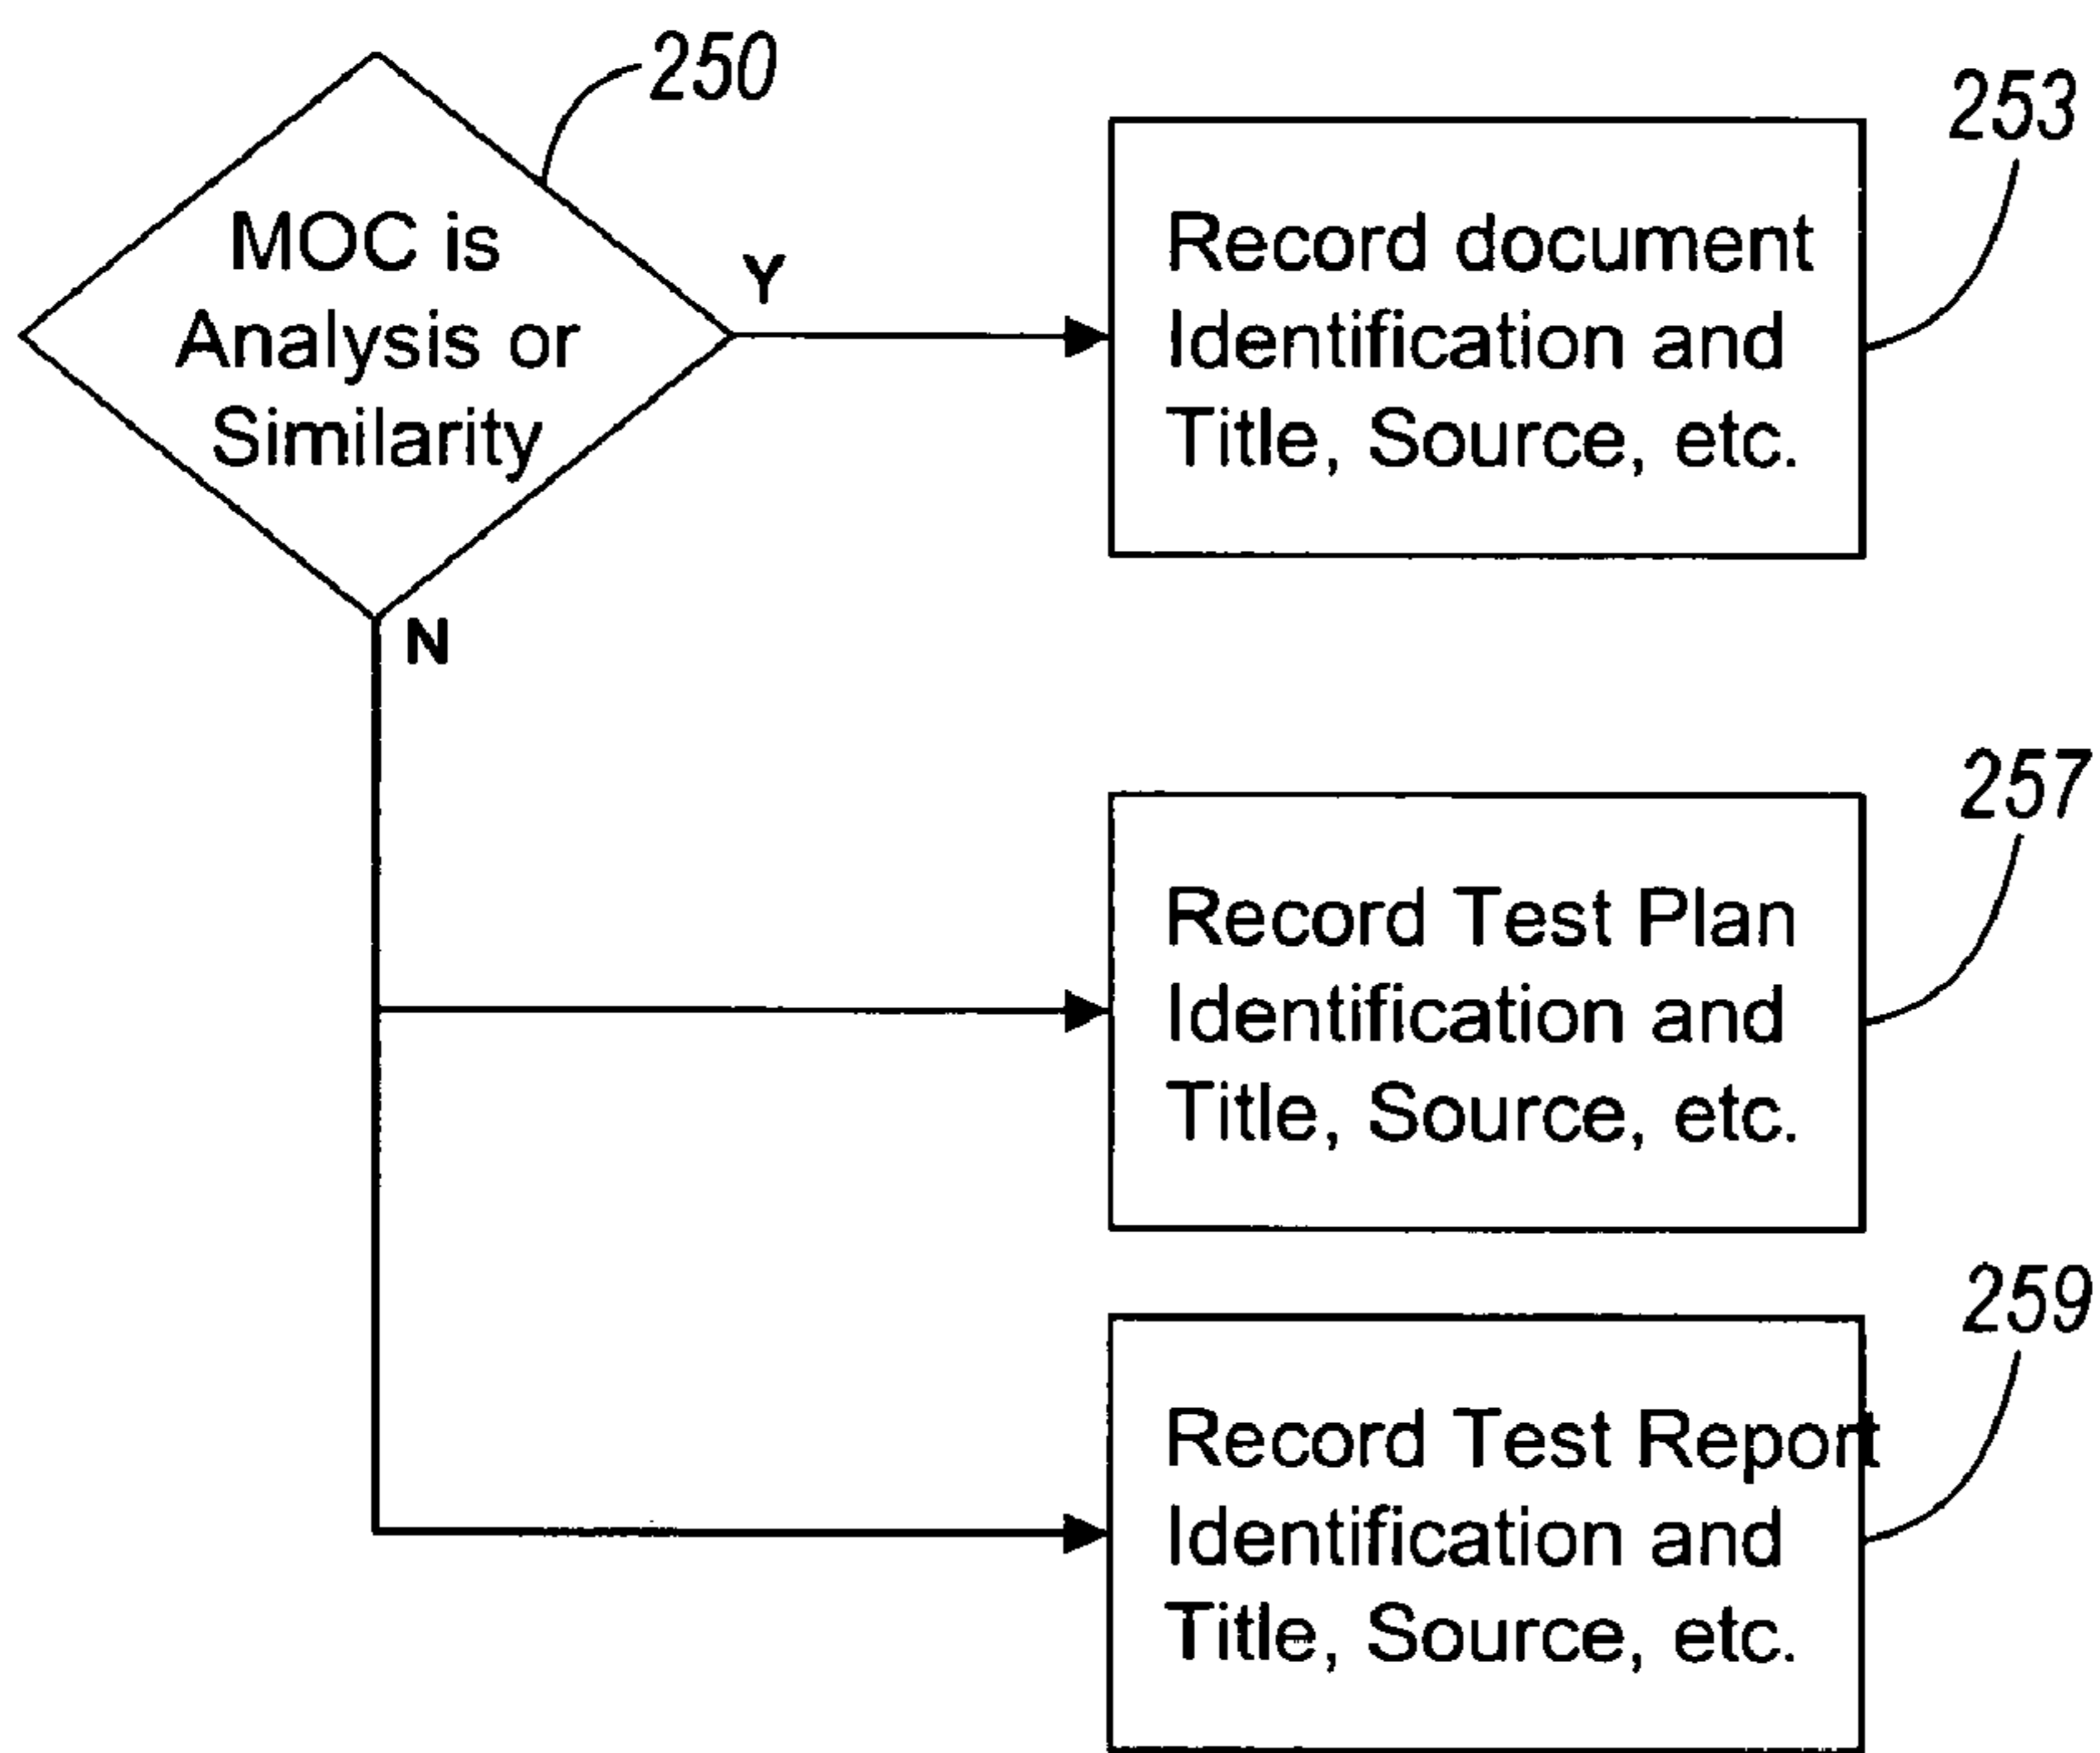 250
MOC is
Analysis or
Similarity
Y
N
253
Record document
Identification and
Title, Source, etc.
257
Record Test Plan
Identification and
Title, Source, etc.
259
Record Test Report
Identification and
Title, Source, etc.